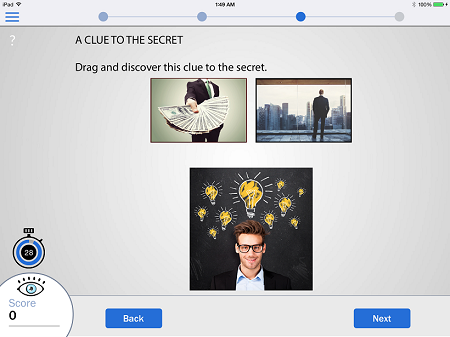 iPad
1:49 AM
100%
?
A CLUE TO THE SECRET
Drag and discover this clue to the secret.
28
Score
0
Back
Next